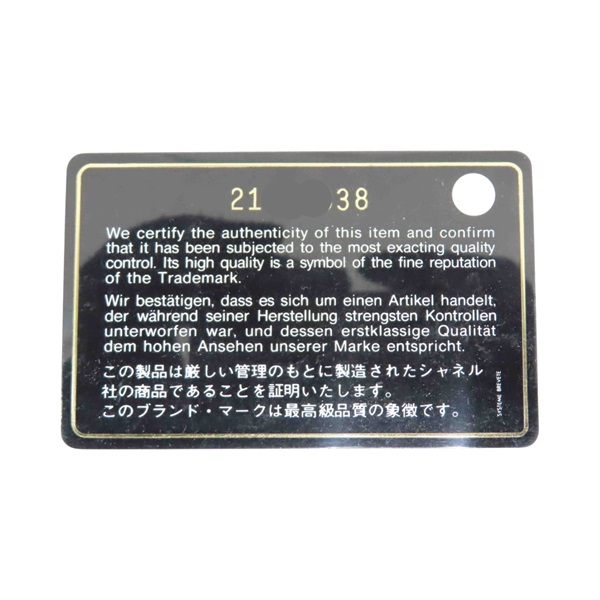 21 38
We certify the authenticity of this item and confirm
that it has been subjected to the most exacting quality
control. Its high quality is a symbol of the fine reputation
of the Trademark.
Wir bestätigen, dass es sich um einen Artikel handelt,
der während seiner Herstellung strengsten Kontrollen
unterworfen war, und dessen erstklassige Qualität
dem hohen Ansehen unserer Marke entspricht.
この製品は厳しい管理のもとに製造されたシャネル
社の商品であることを証明いたします。
このブランド・マークは最高級品質の象徴です。
SYSTEME BREVETE